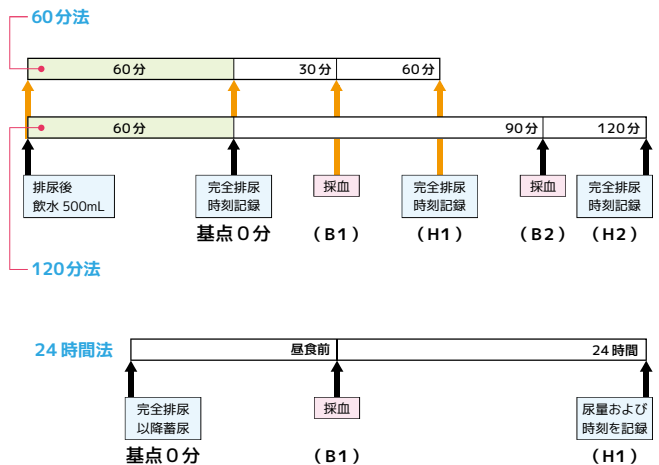 60分法
60分
30分
60分
60分
90分
120分
排尿後
飲水 500mL
完全排尿
時刻記録
採血
完全排尿
時刻記録
採血
完全排尿
時刻記録
基点0分
（B1）
（H1）
（B2）
（H2）
120分法
24時間法
昼食前
24時間
完全排尿
以降蓄尿
採血
尿量および
時刻を記録
基点0分
（B1）
（H1）